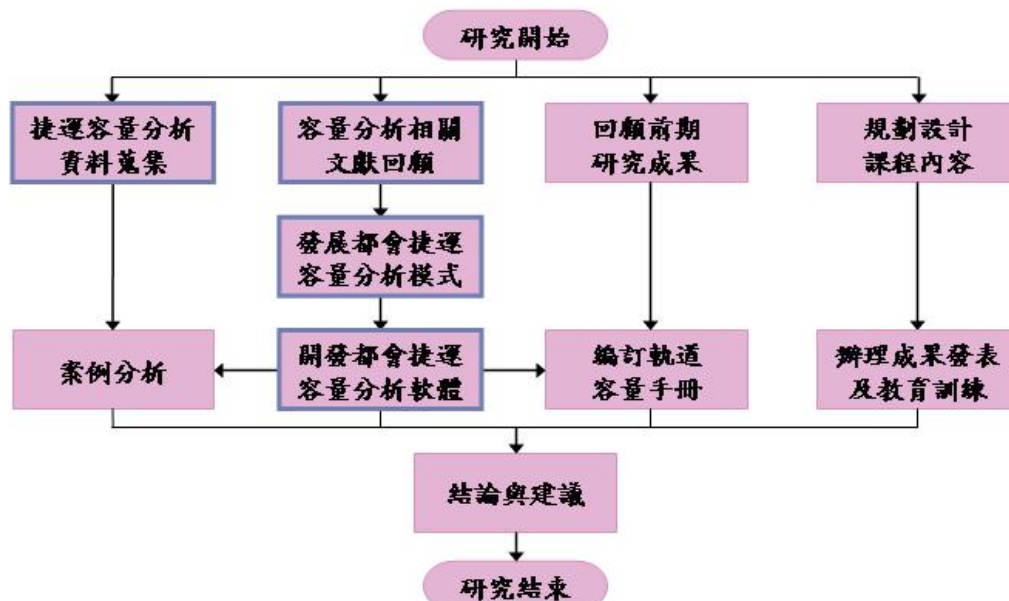 研究開始
捷運容量分析
資料蒐集
容量分析相關
文獻回顧
回顧前期
研究成果
規劃設計
課程內容
發展都會捷運
容量分析模式
案例分析
開發都會捷運
容量分析軟體
編訂軌道
容量手冊
辦理成果發表
及教育訓練
結論與建議
研究結束